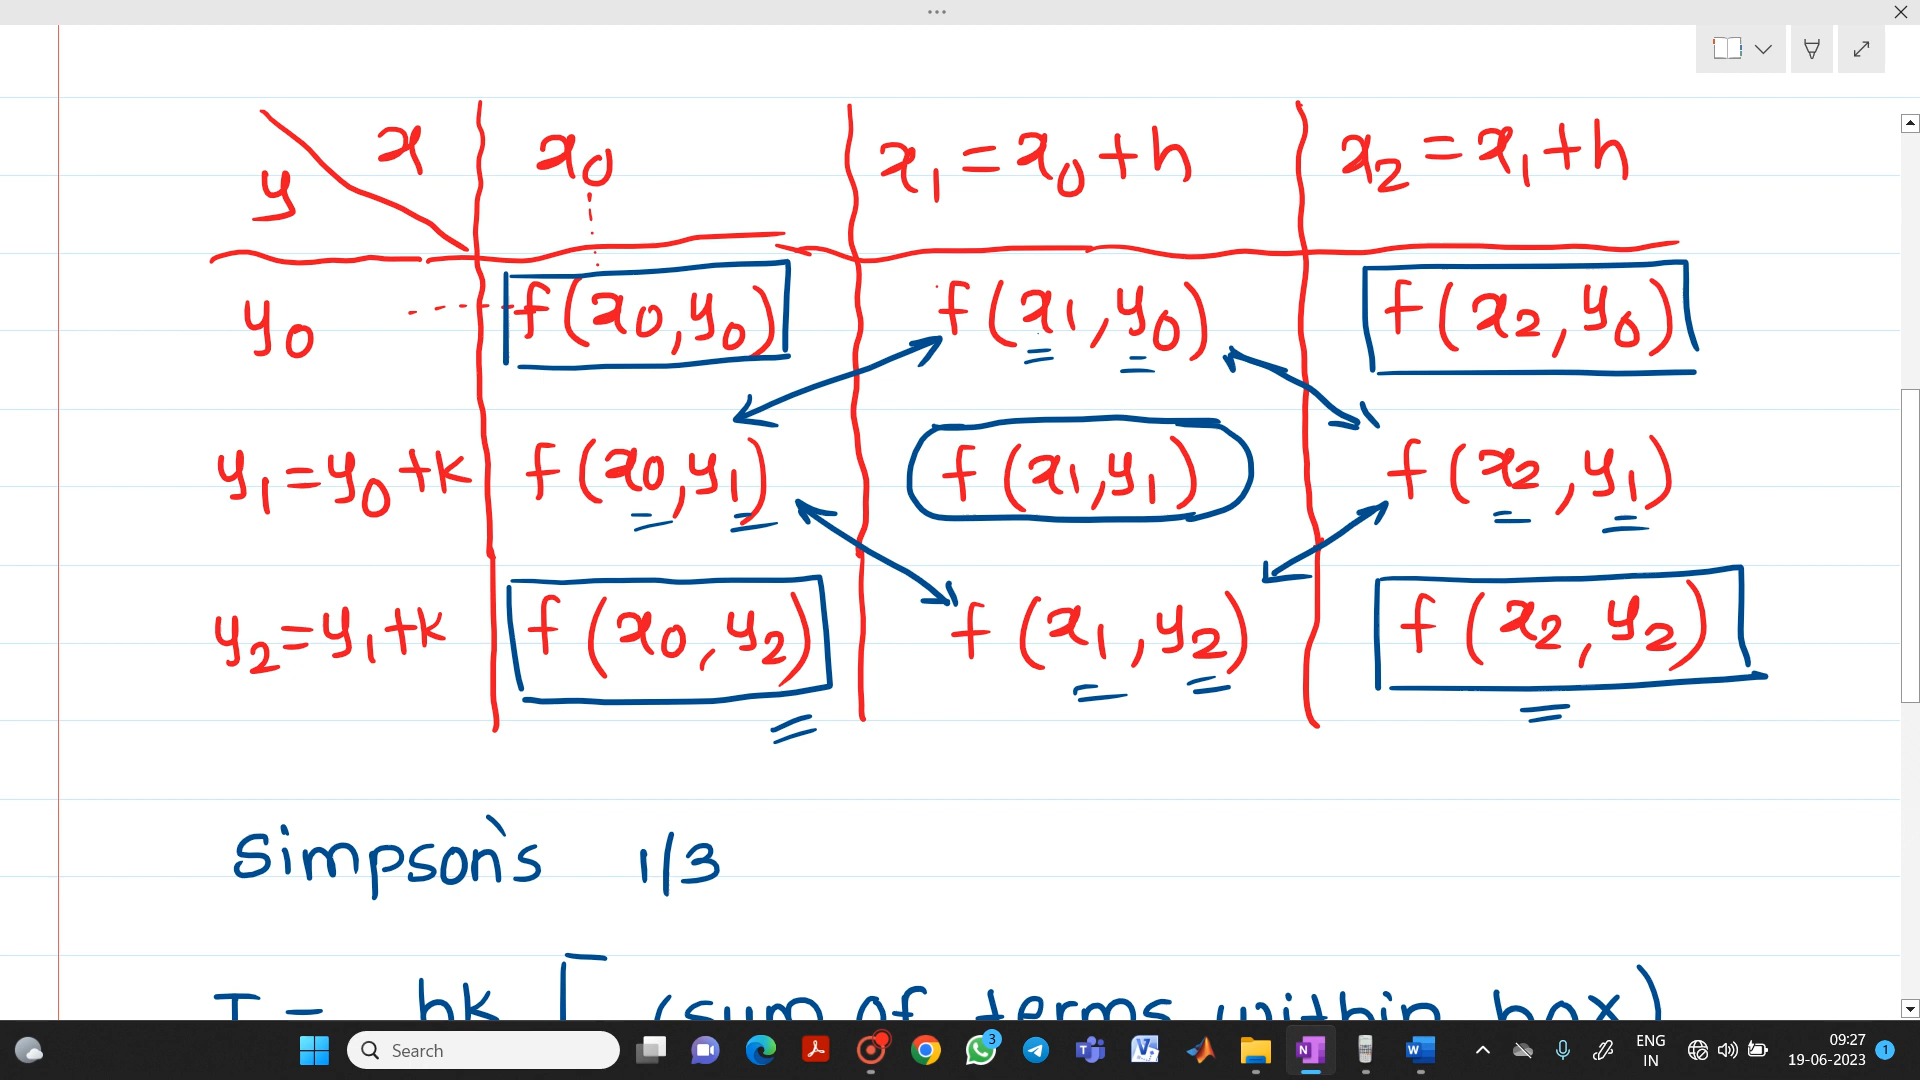 x x₀ x₁ = x₀ + h x₂ = x₁ + h
y
y₀ f(x₀, y₀) f(x₁, y₀) f(x₂, y₀)
y₁ = y₀ + k f(x₀, y₁) f(x₁, y₁) f(x₂, y₁)
y₂ = y₁ + k f(x₀, y₂) f(x₁, y₂) f(x₂, y₂)
Simpson's 1/3
I = hk [ (sum of terms within box)
Search 3 ENG IN 09:27 19-06-2023 1